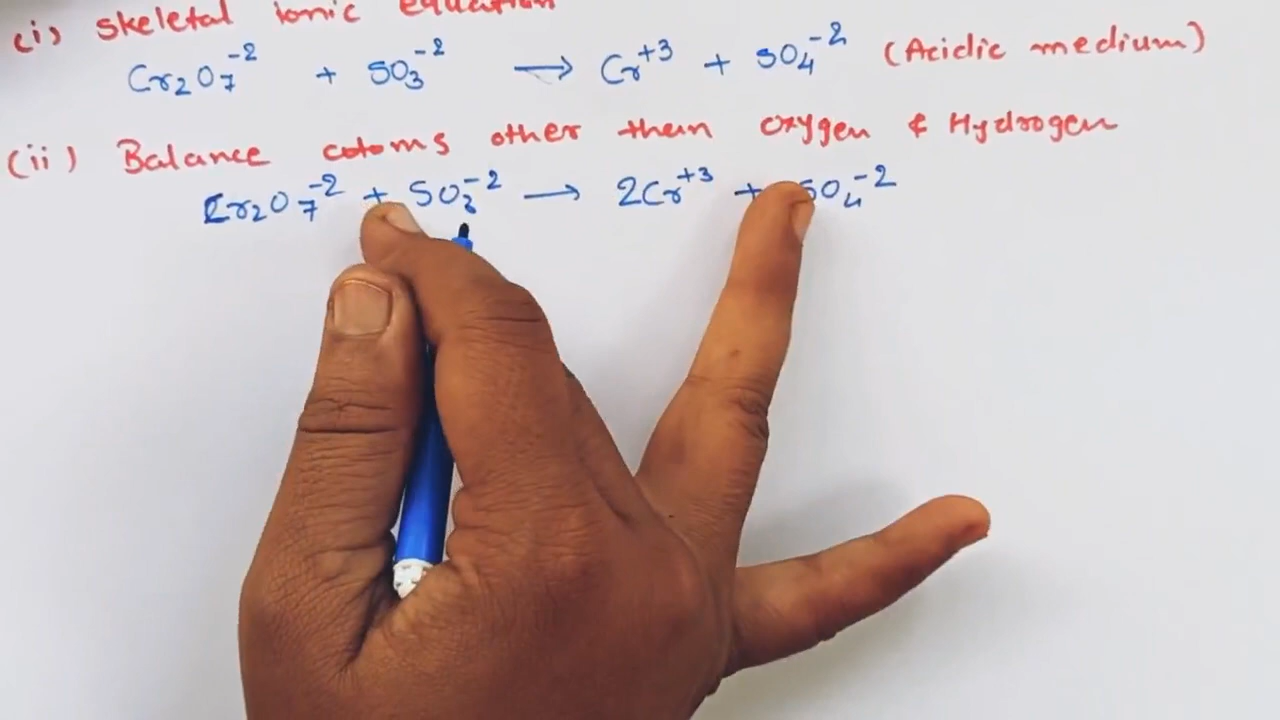 (i) Skeletal ionic equation
Cr₂O₇⁻² + SO₃⁻² → Cr⁺³ + SO₄⁻² (Acidic medium)
(ii) Balance atoms other than oxygen & Hydrogen
Cr₂O₇⁻² + SO₃⁻² → 2Cr⁺³ + SO₄⁻²